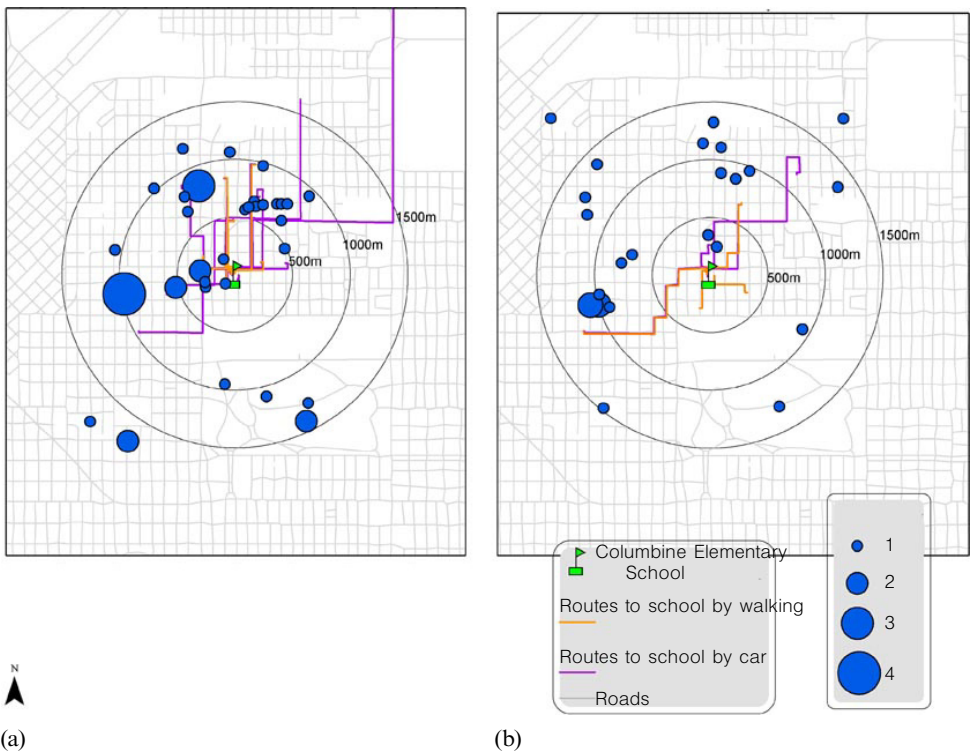 1500m
1000m
500m
1500m
1000m
500m
Columbine Elementary
School
Routes to school by walking
Routes to school by car
Roads
1
2
3
4
N
(a)
(b)